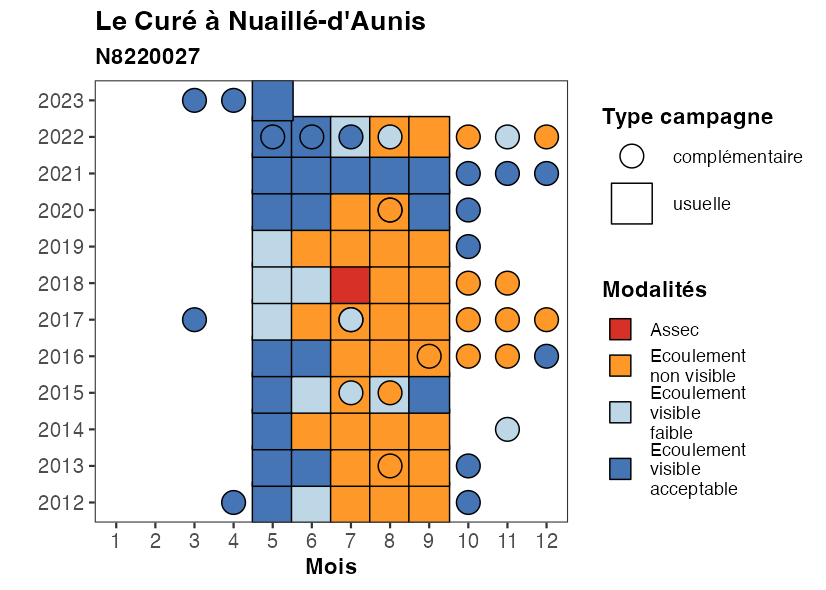 Le Curé à Nuaillé-d'Aunis
N8220027
2023
2022
2021
2020
2019
2018
2017
2016
2015
2014
2013
2012
1 2 3 4 5 6 7 8 9 10 11 12
Mois
Type campagne
complémentaire
usuelle
Modalités
Assec
Ecoulement
non visible
Ecoulement
visible
faible
Ecoulement
visible
acceptable